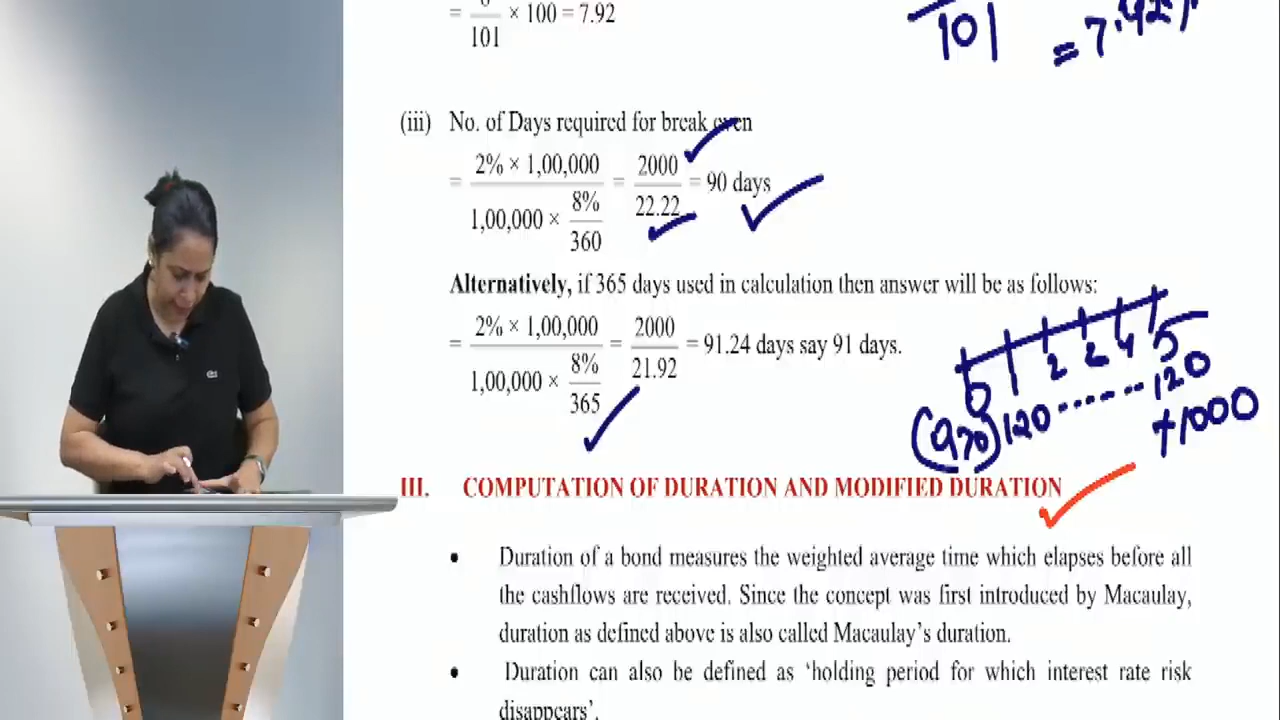 = 8/101 × 100 = 7.92
101 = 7.92%
(iii) No. of Days required for break even
= (2% × 1,00,000) / (1,00,000 × 8%/360) = 2000/22.22 = 90 days
Alternatively, if 365 days used in calculation then answer will be as follows:
= (2% × 1,00,000) / (1,00,000 × 8%/365) = 2000/21.92 = 91.24 days say 91 days.
0 1 2 2 4 5
(970) 120 ------- 120
+1000
III. COMPUTATION OF DURATION AND MODIFIED DURATION
• Duration of a bond measures the weighted average time which elapses before all
the cashflows are received. Since the concept was first introduced by Macaulay,
duration as defined above is also called Macaulay's duration.
• Duration can also be defined as 'holding period for which interest rate risk
disappears'.